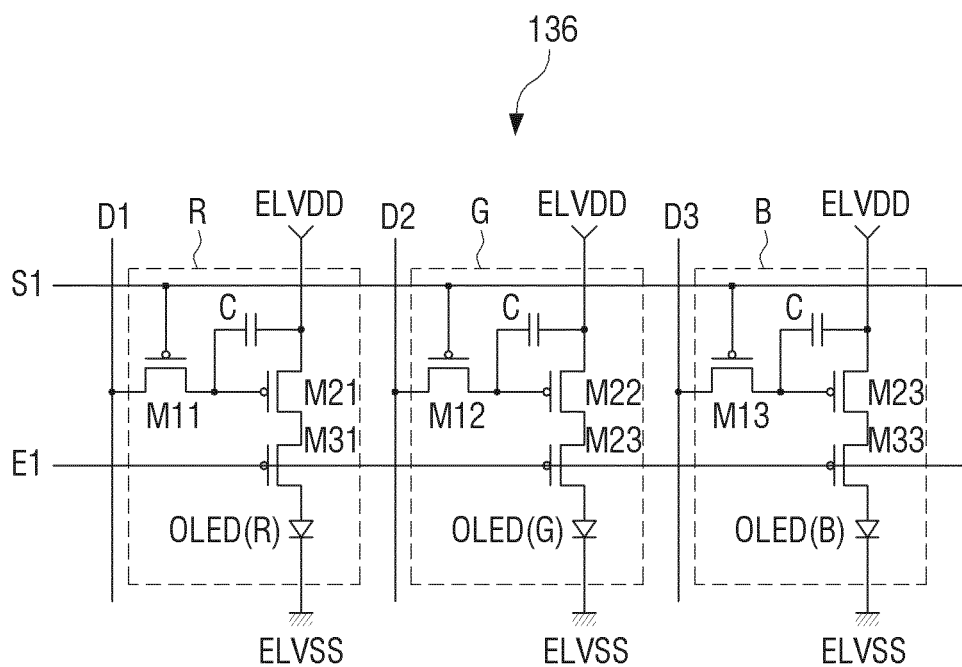 136
D1 R ELVDD D2 G ELVDD D3 B ELVDD
S1
C C C
M11 M21 M12 M22 M13 M23
M31 M23 M33
E1
OLED(R) OLED(G) OLED(B)
ELVSS ELVSS ELVSS